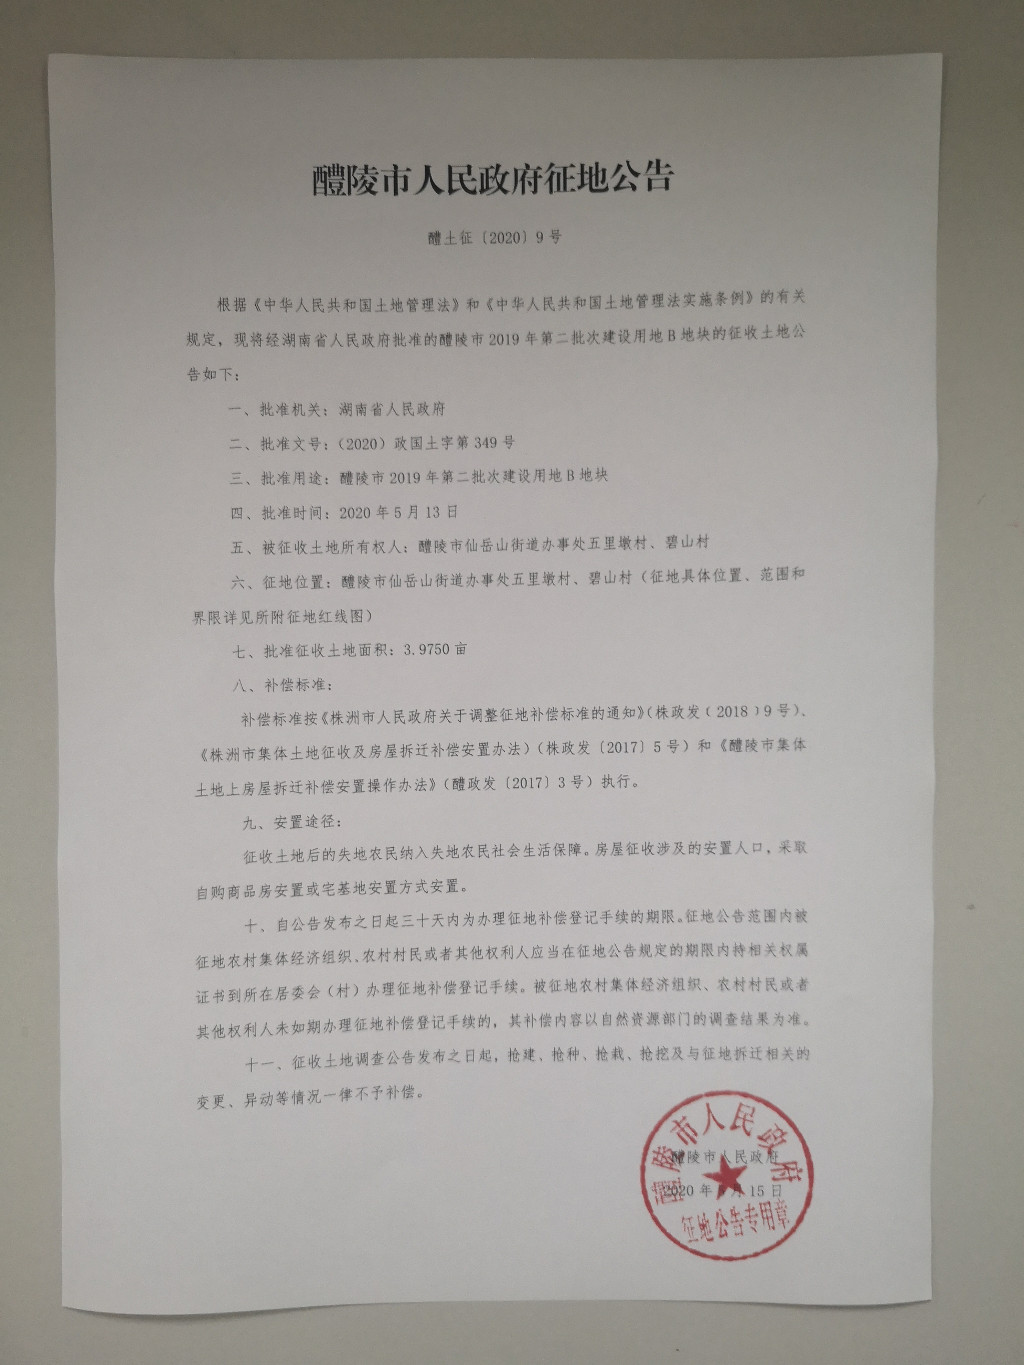 醴陵市人民政府征地公告
醴土征〔2020〕9号
根据《中华人民共和国土地管理法》和《中华人民共和国土地管理法实施条例》的有关
规定，现将经湖南省人民政府批准的醴陵市2019年第二批次建设用地B地块的征收土地公
告如下：
一、批准机关：湖南省人民政府
二、批准文号：（2020）政国土字第349号
三、批准用途：醴陵市2019年第二批次建设用地B地块
四、批准时间：2020年5月13日
五、被征收土地所有权人：醴陵市仙岳山街道办事处五里墩村、碧山村
六、征地位置：醴陵市仙岳山街道办事处五里墩村、碧山村（征地具体位置、范围和
界限详见所附征地红线图）
七、批准征收土地面积：3.9750亩
八、补偿标准：
补偿标准按《株洲市人民政府关于调整征地补偿标准的通知》（株政发﹝2018﹞9号）、
《株洲市集体土地征收及房屋拆迁补偿安置办法）（株政发〔2017〕5号）和《醴陵市集体
土地上房屋拆迁补偿安置操作办法》（醴政发〔2017〕3号）执行。
九、安置途径：
征收土地后的失地农民纳入失地农民社会生活保障。房屋征收涉及的安置人口，采取
自购商品房安置或宅基地安置方式安置。
十、自公告发布之日起三十天内为办理征地补偿登记手续的期限。征地公告范围内被
征地农村集体经济组织、农村村民或者其他权利人应当在征地公告规定的期限内持相关权属
证书到所在居委会（村）办理征地补偿登记手续。被征地农村集体经济组织、农村村民或者
其他权利人未如期办理征地补偿登记手续的，其补偿内容以自然资源部门的调查结果为准。
十一、征收土地调查公告发布之日起，抢建、抢种、抢栽、抢挖及与征地拆迁相关的
变更、异动等情况一律不予补偿。
醴陵市人民政府
2020年 月15日
醴陵市人民政府
征地公告专用章